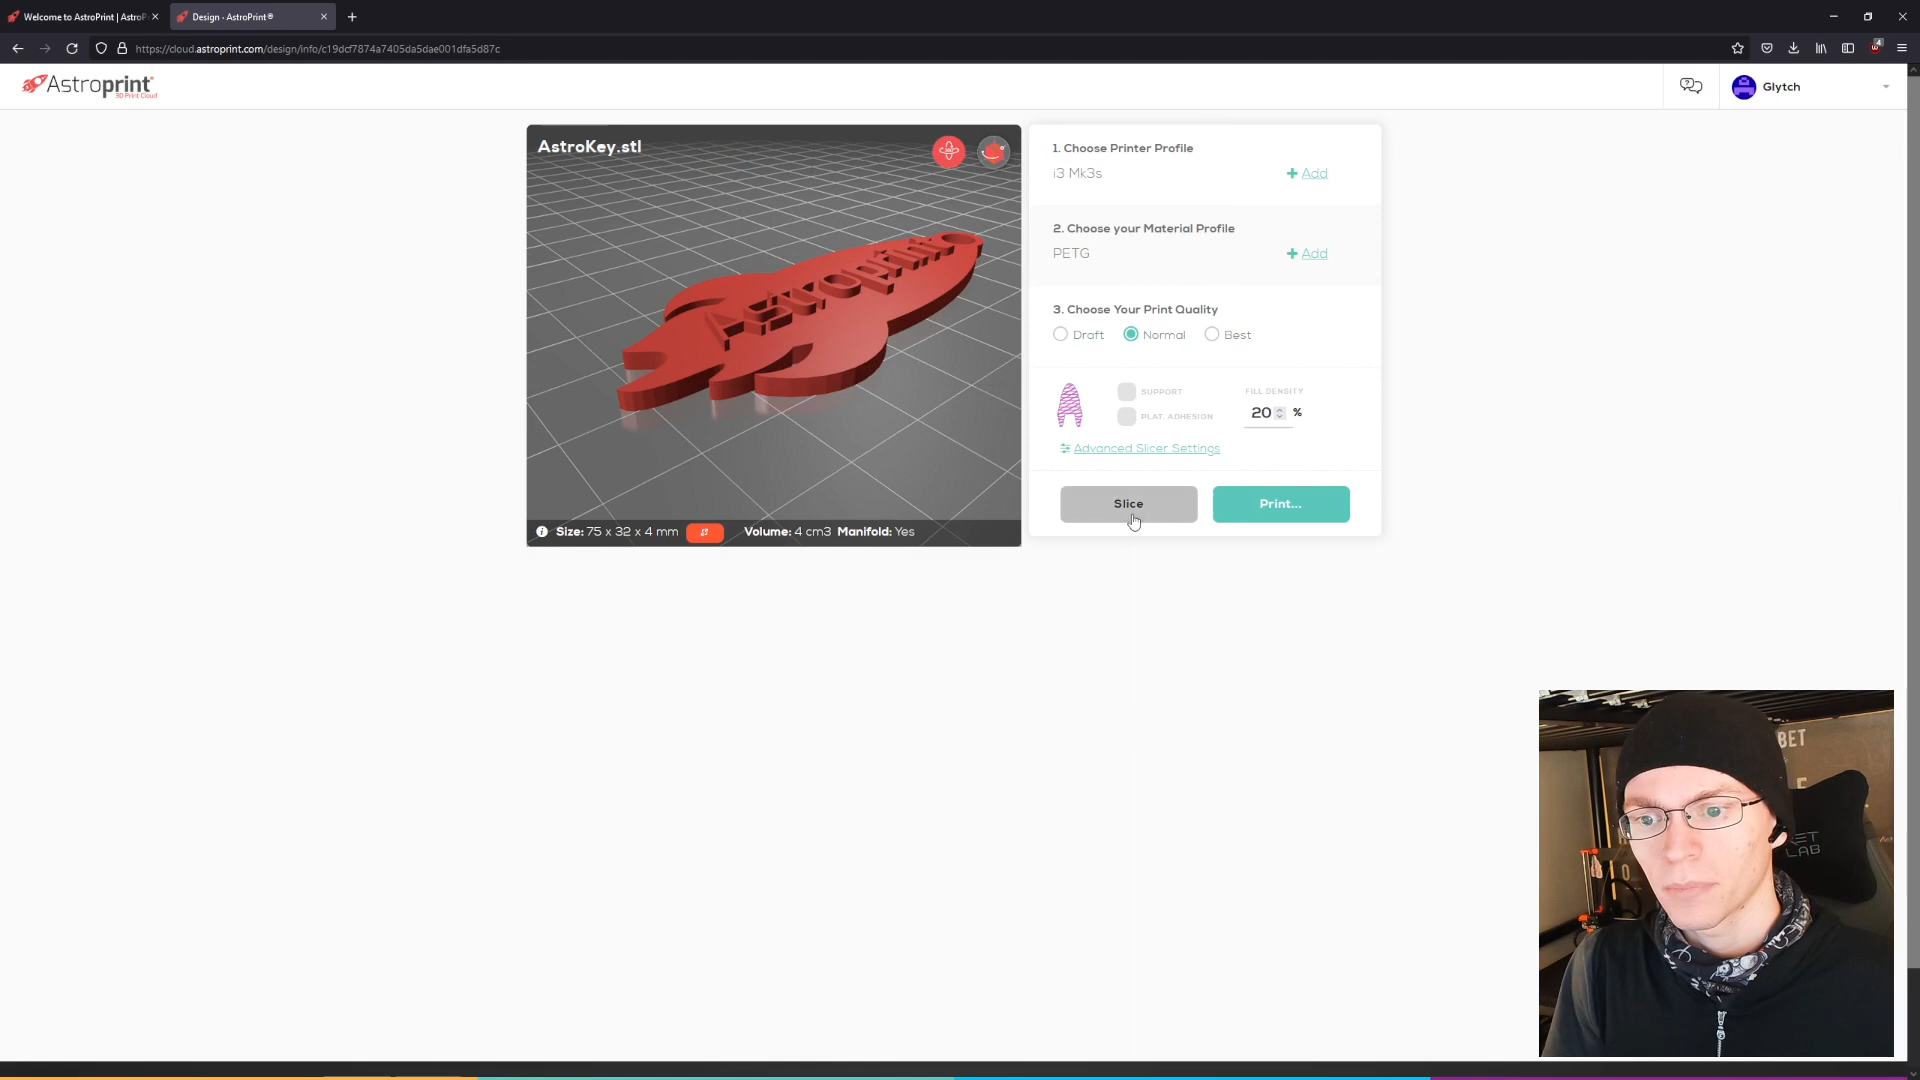 Welcome to AstroPrint | AstroP
Design - AstroPrint®
https://cloud.astroprint.com/design/info/c19dcf7874a7405da5dae001dfa5d87c
4
Astroprint
3D Print Cloud
Glytch
AstroKey.stl
Astroprint
Size: 75 x 32 x 4 mm Volume: 4 cm3 Manifold: Yes
1. Choose Printer Profile
i3 Mk3s
+ Add
2. Choose your Material Profile
PETG
+ Add
3. Choose Your Print Quality
Draft Normal Best
SUPPORT
PLAT. ADHESION
FILL DENSITY
20 %
Advanced Slicer Settings
Slice
Print...
BET
ET
LAB